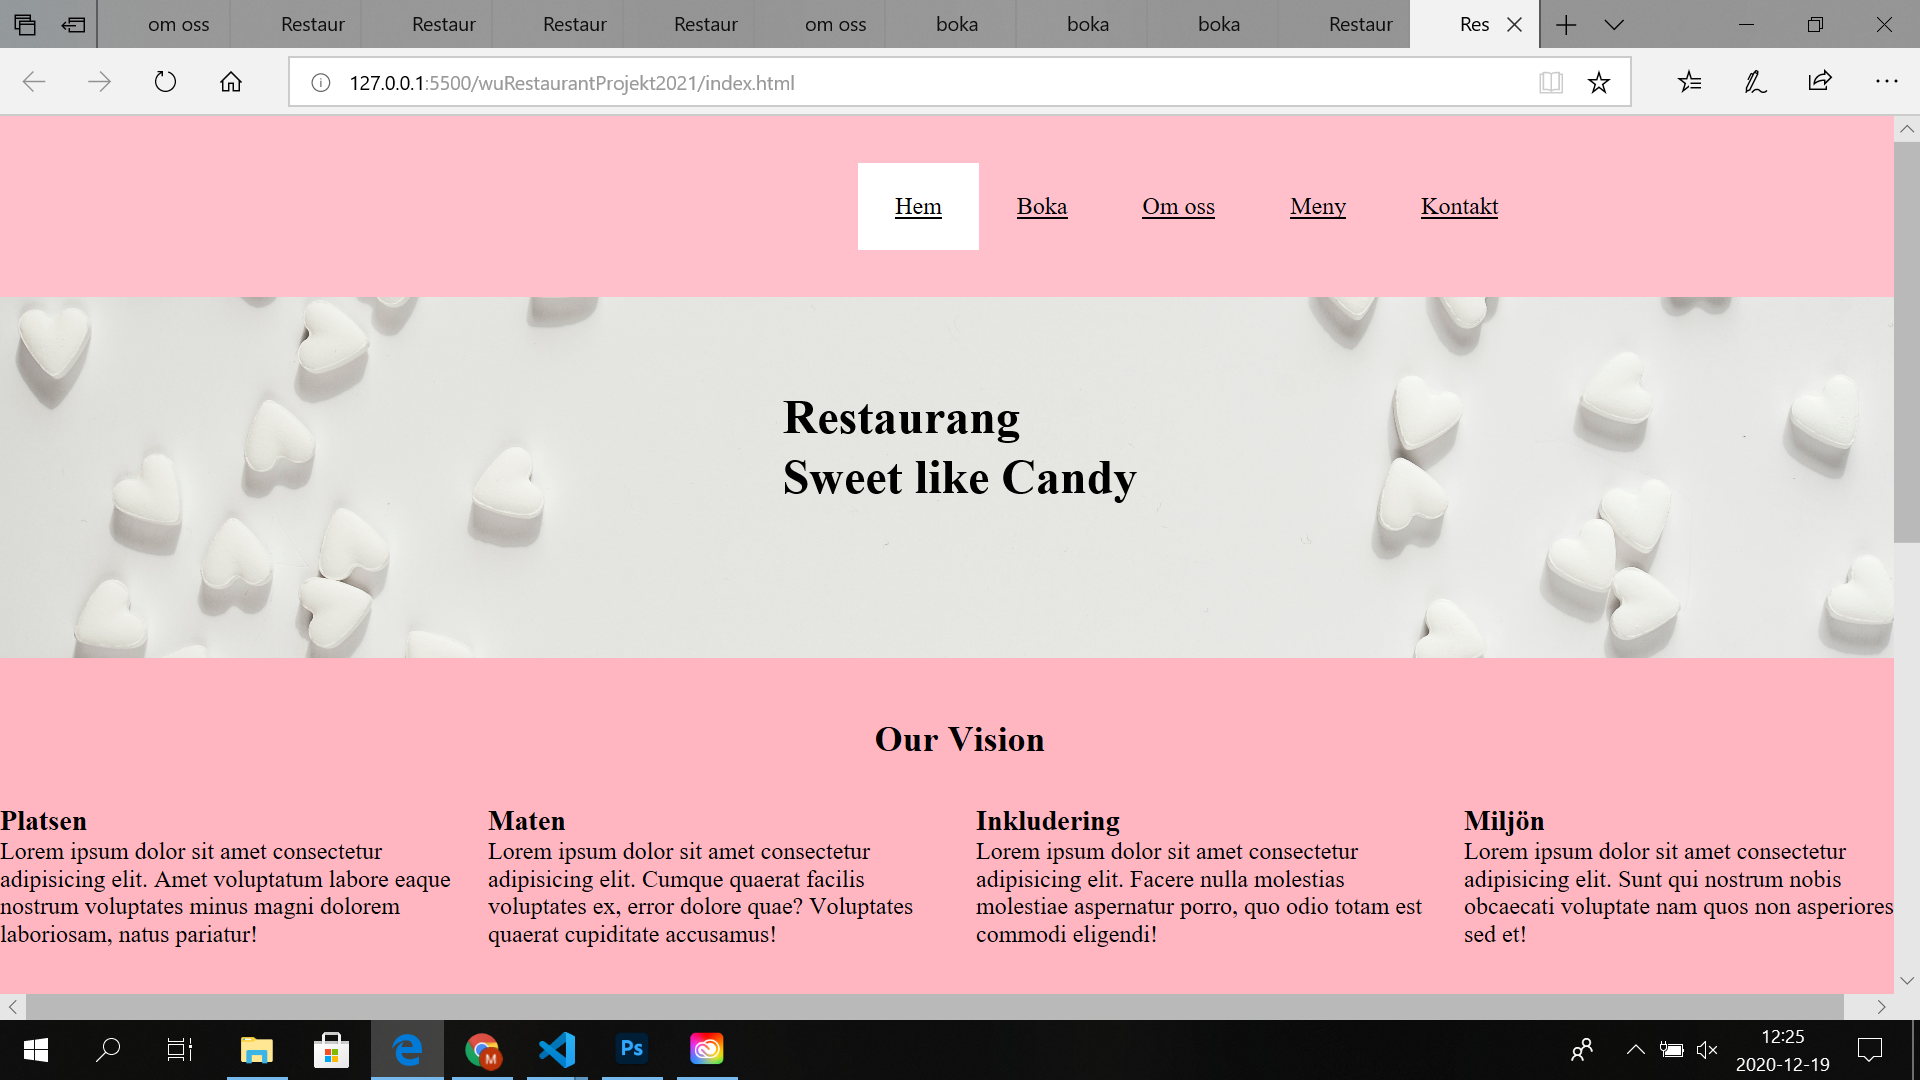 om oss Restaur Restaur Restaur Restaur om oss boka boka boka Restaur Res
127.0.0.1:5500/wuRestaurantProjekt2021/index.html
Hem Boka Om oss Meny Kontakt
Restaurang
Sweet like Candy
Our Vision
Platsen
Lorem ipsum dolor sit amet consectetur
adipisicing elit. Amet voluptatum labore eaque
nostrum voluptates minus magni dolorem
laboriosam, natus pariatur!
Maten
Lorem ipsum dolor sit amet consectetur
adipisicing elit. Cumque quaerat facilis
voluptates ex, error dolore quae? Voluptates
quaerat cupiditate accusamus!
Inkludering
Lorem ipsum dolor sit amet consectetur
adipisicing elit. Facere nulla molestias
molestiae aspernatur porro, quo odio totam est
commodi eligendi!
Miljön
Lorem ipsum dolor sit amet consectetur
adipisicing elit. Sunt qui nostrum nobis
obcaecati voluptate nam quos non asperiores
sed et!
M
Ps
12:25
2020-12-19